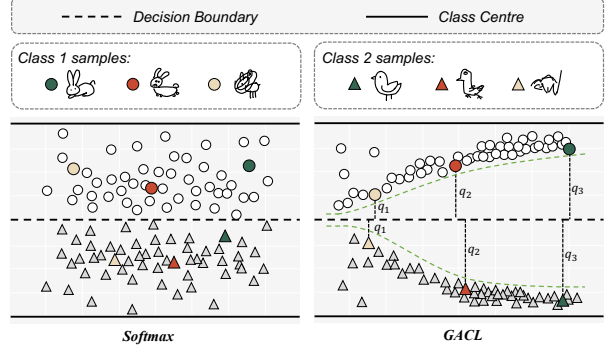 Decision Boundary
Class Centre
Class 1 samples:
Class 2 samples:
q1
q2
q3
q1
q2
q3
Softmax
GACL